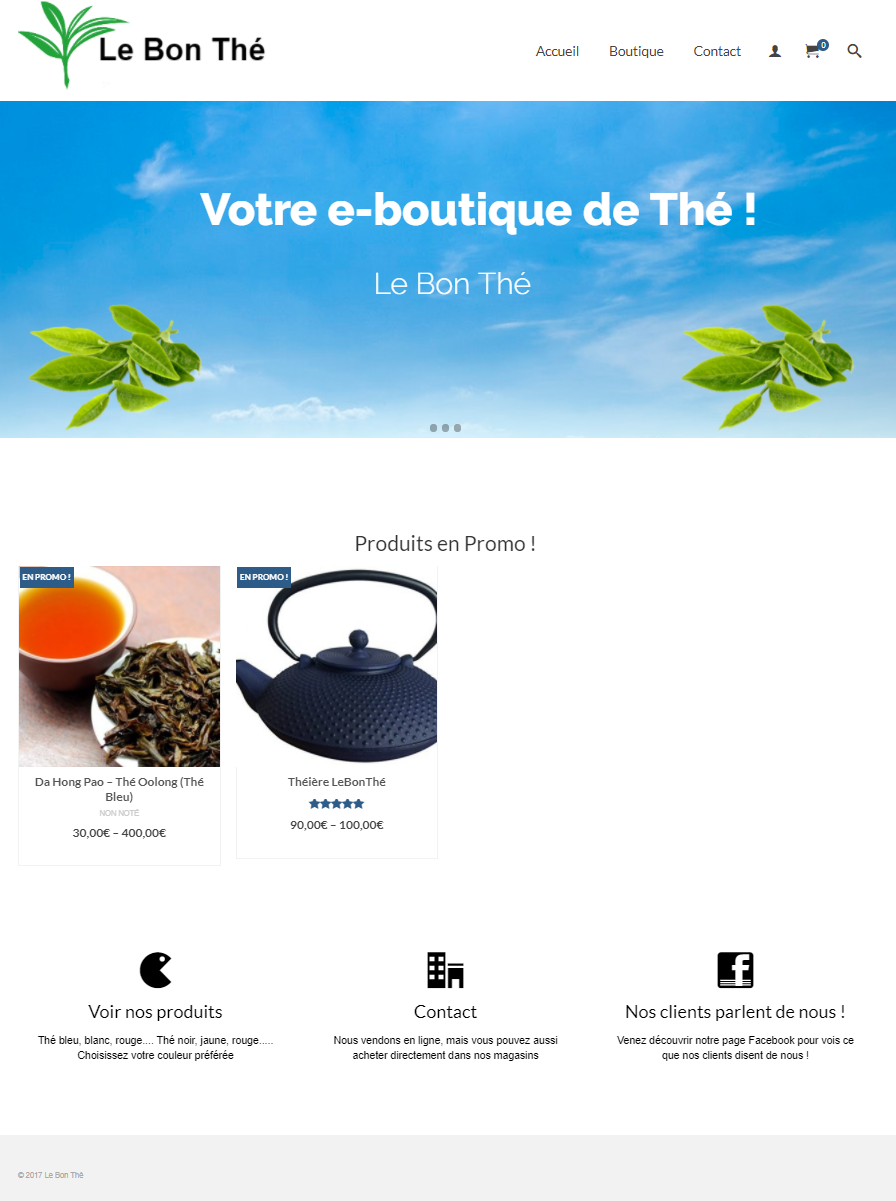 Le Bon Thé
Accueil
Boutique
Contact
0
Votre e-boutique de Thé !
Le Bon Thé
Produits en Promo !
EN PROMO !
EN PROMO !
Da Hong Pao – Thé Oolong (Thé
Bleu)
NON NOTÉ
30,00€ – 400,00€
Théière LeBonThé
90,00€ – 100,00€
Voir nos produits
Thé bleu, blanc, rouge.... Thé noir, jaune, rouge.....
Choisissez votre couleur préférée
Contact
Nous vendons en ligne, mais vous pouvez aussi
acheter directement dans nos magasins
Nos clients parlent de nous !
Venez découvrir notre page Facebook pour vois ce
que nos clients disent de nous !
© 2017 Le Bon Thé